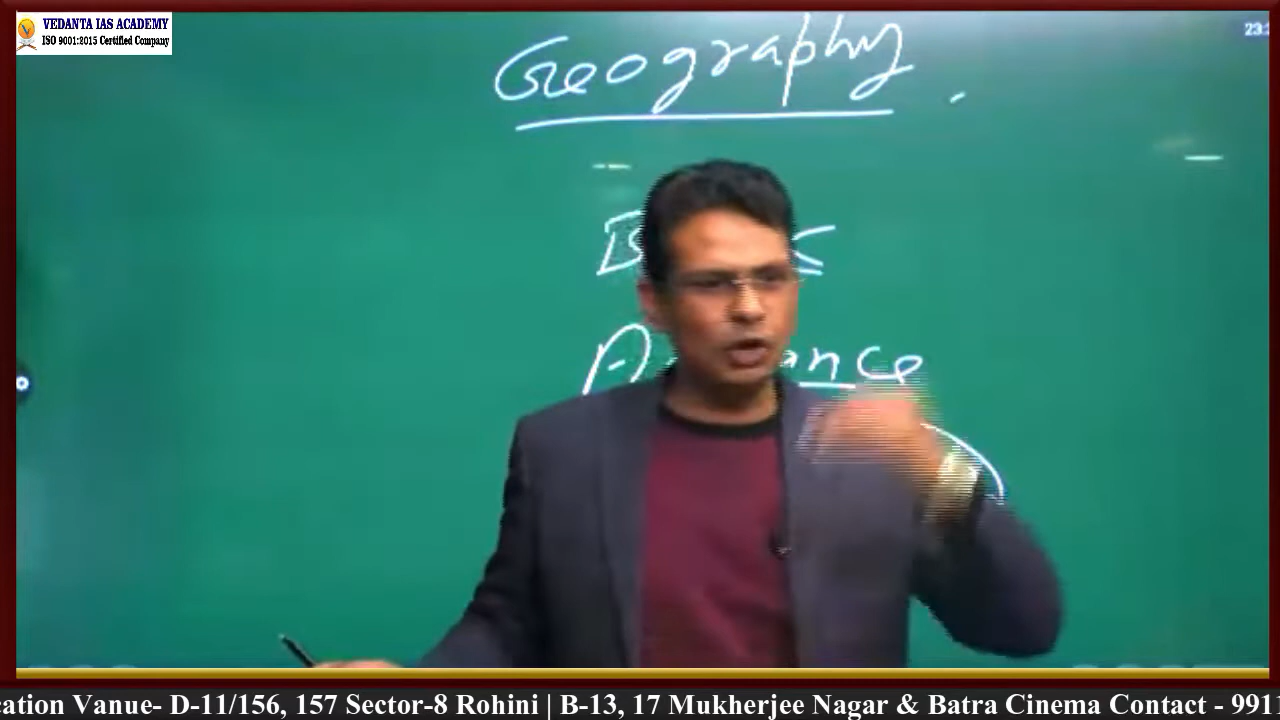 VEDANTA IAS ACADEMY
ISO 9001:2015 Certified Company
Geography
cation Vanue- D-11/156, 157 Sector-8 Rohini | B-13, 17 Mukherjee Nagar & Batra Cinema Contact - 9911